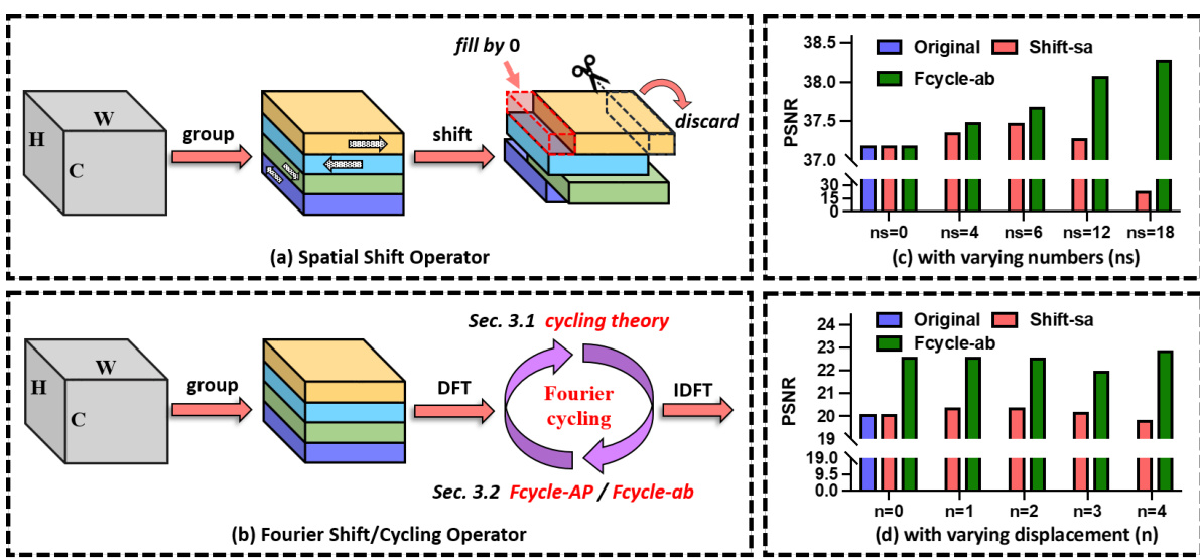 fill by 0
W
H
C
group
shift
discard
(a) Spatial Shift Operator
Original
Shift-sa
Fcycle-ab
PSNR
38.5
38.0
37.5
37.0
30
15
0
ns=0
ns=4
ns=6
ns=12
ns=18
(c) with varying numbers (ns)
Sec. 3.1 cycling theory
W
H
C
group
DFT
Fourier
cycling
IDFT
Sec. 3.2 Fcycle-AP / Fcycle-ab
(b) Fourier Shift/Cycling Operator
Original
Shift-sa
Fcycle-ab
PSNR
24
23
22
21
20
19
19.0
9.5
0.0
n=0
n=1
n=2
n=3
n=4
(d) with varying displacement (n)